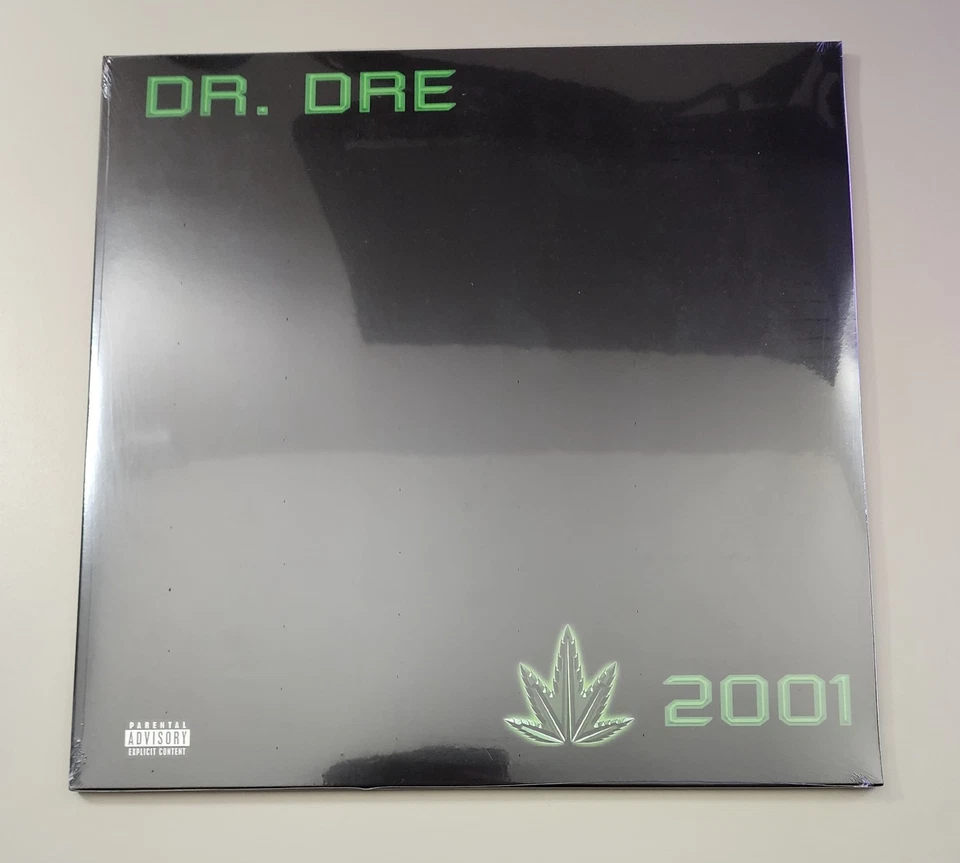 DR. DRE
2001
PARENTAL
ADVISORY
EXPLICIT CONTENT